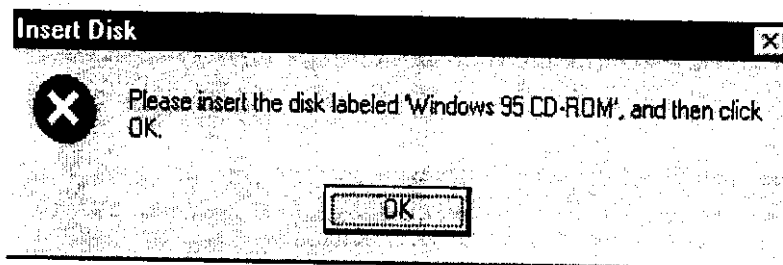 Insert Disk
Please insert the disk labeled 'Windows 95 CD-ROM', and then click
OK.
OK